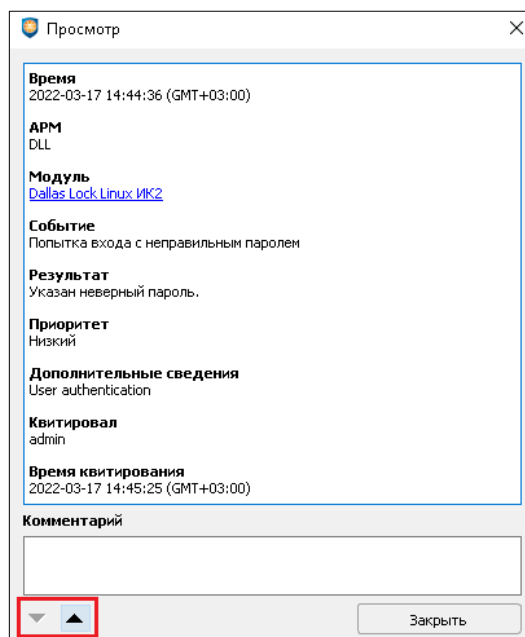 Просмотр
Время
2022-03-17 14:44:36 (GMT+03:00)
АРМ
DLL
Модуль
Dallas Lock Linux ИК2
Событие
Попытка входа с неправильным паролем
Результат
Указан неверный пароль.
Приоритет
Низкий
Дополнительные сведения
User authentication
Квитировал
admin
Время квитирования
2022-03-17 14:45:25 (GMT+03:00)
Комментарий
Закрыть